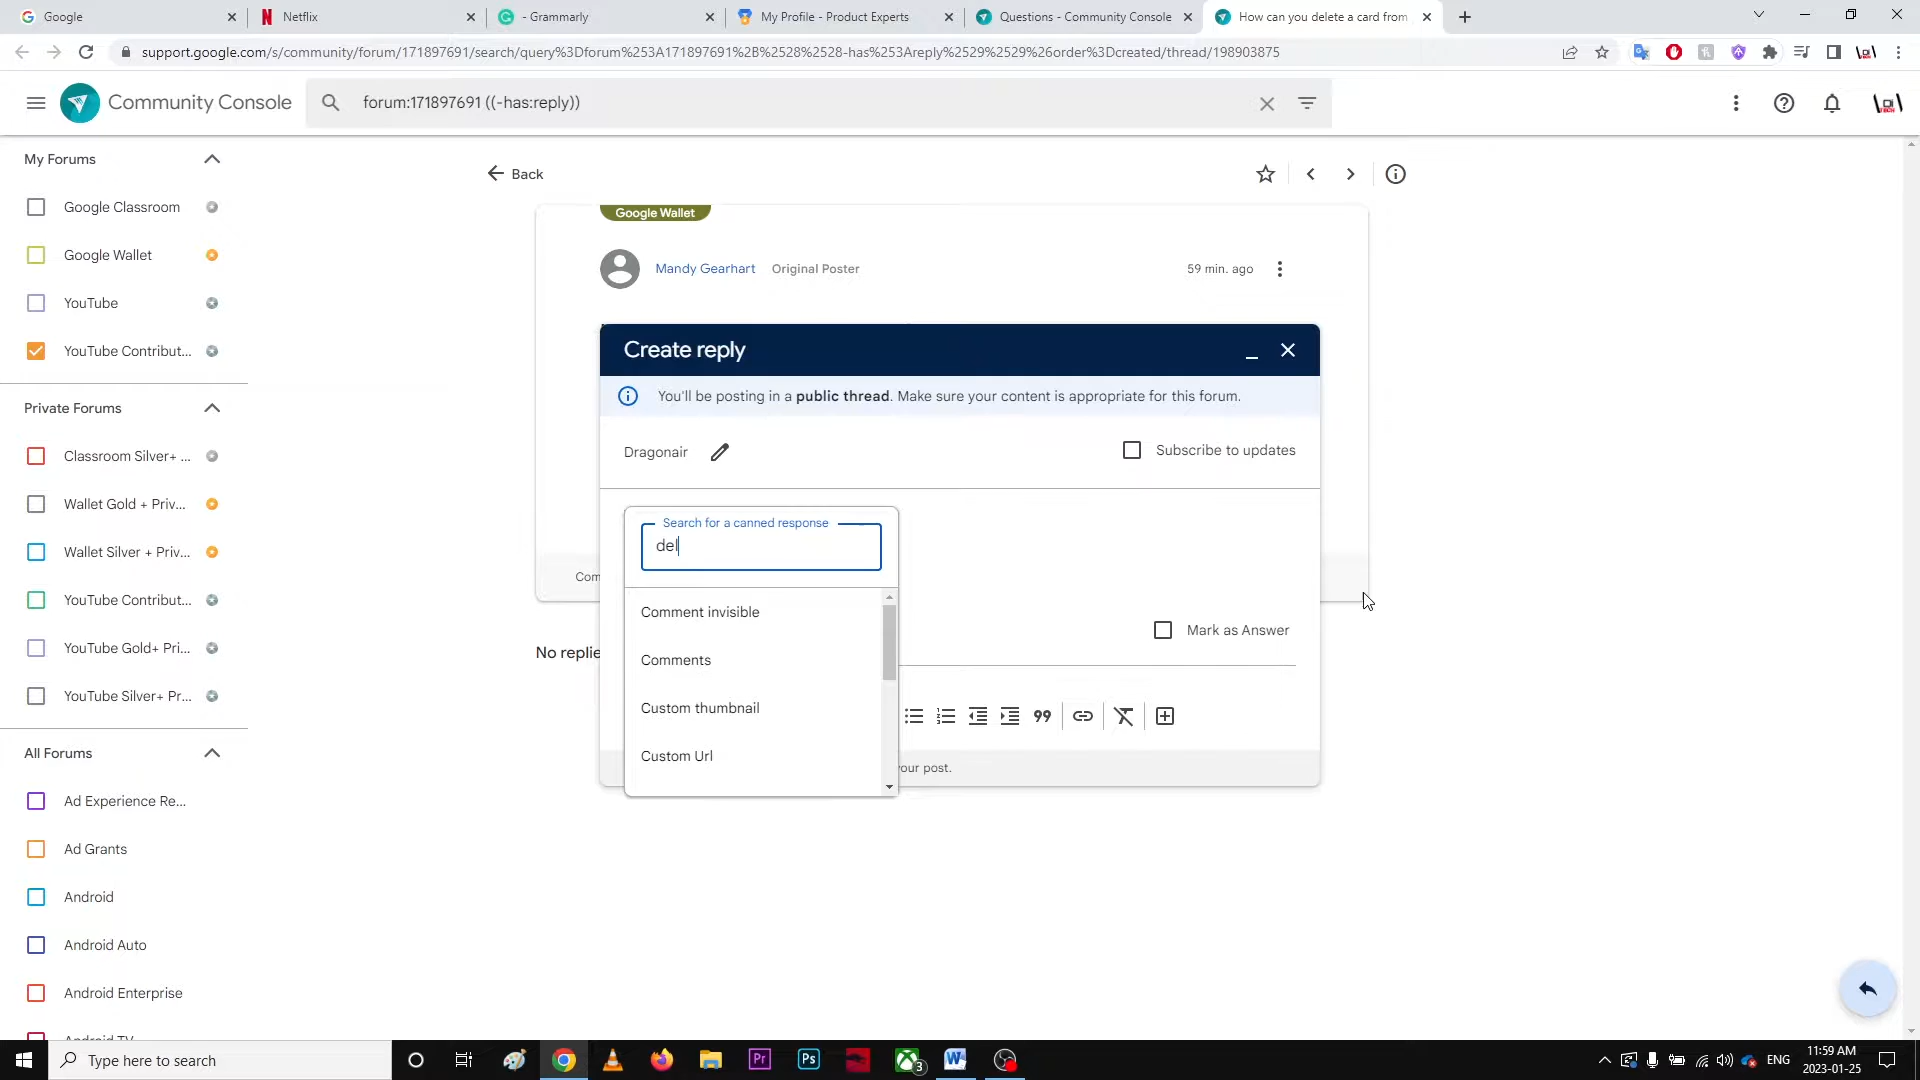 Google
Netflix
- Grammarly
My Profile - Product Experts
Questions - Community Console
How can you delete a card from
support.google.com/s/community/forum/171897691/search/query%3Dforum%253A171897691%2B%2528%2528-has%253Areply%2529%2529%26order%3Dcreated/thread/198903875
Community Console
forum:171897691 ((-has:reply))
My Forums
Google Classroom
Google Wallet
YouTube
YouTube Contribut...
Private Forums
Classroom Silver+ ...
Wallet Gold + Priv...
Wallet Silver + Priv...
YouTube Contribut...
YouTube Gold+ Pri...
YouTube Silver+ Pr...
All Forums
Ad Experience Re...
Ad Grants
Android
Android Auto
Android Enterprise
Android TV
Back
Google Wallet
Mandy Gearhart
Original Poster
59 min. ago
Create reply
You'll be posting in a public thread. Make sure your content is appropriate for this forum.
Dragonair
Subscribe to updates
Search for a canned response
del
Com
Comment invisible
Mark as Answer
No replie
Comments
Custom thumbnail
Custom Url
your post.
Type here to search
Pr
Ps
3
ENG
11:59 AM
2023-01-25